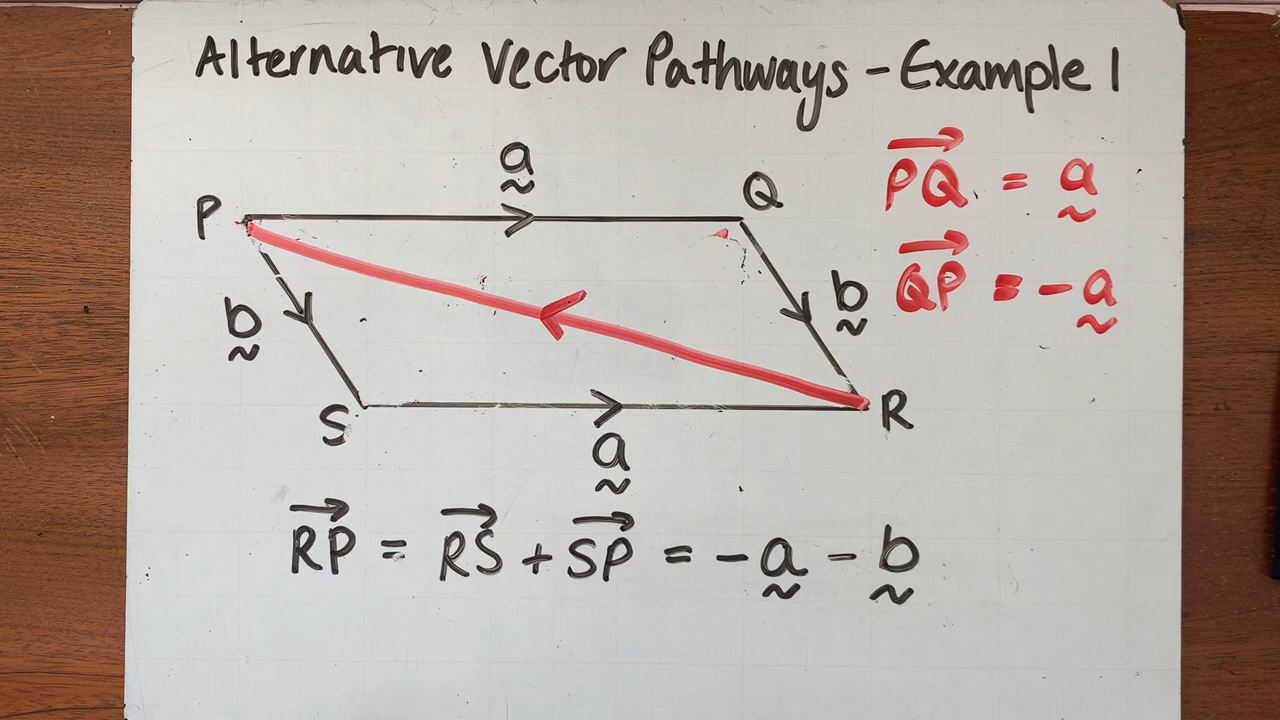 Alternative Vector Pathways - Example 1
a
P
Q
PQ = a
b
b
QP = -a
S
R
a
RP = RS + SP = -a - b